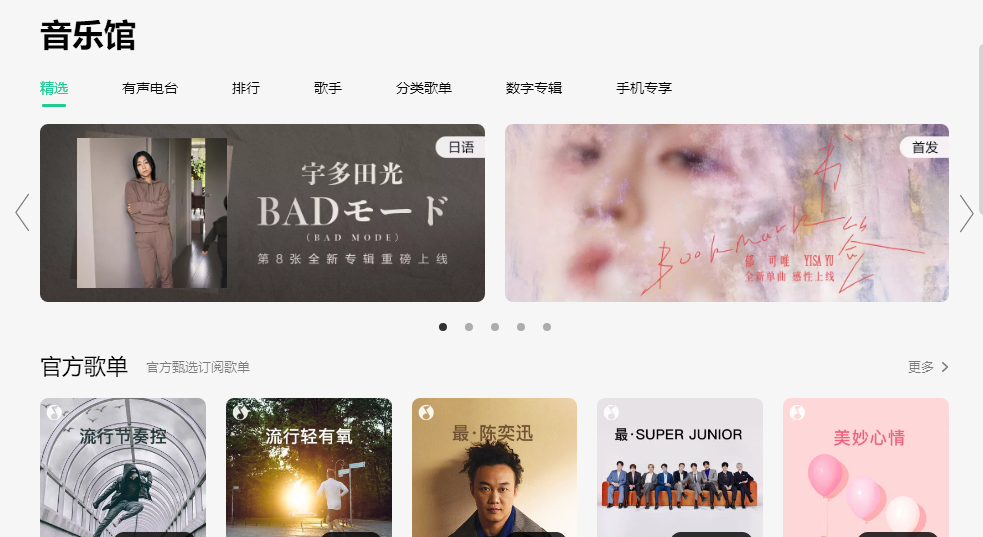 音乐馆
精选 有声电台 排行 歌手 分类歌单 数字专辑 手机专享
日语
宇多田光
BADモード
(BAD MODE)
第8张全新专辑重磅上线
首发
书签
Bookmark
郁可唯 YISA YU
全新单曲 感性上线
官方歌单 官方甄选订阅歌单 更多
流行节奏控
流行轻有氧
最·陈奕迅
最·SUPER JUNIOR
美妙心情